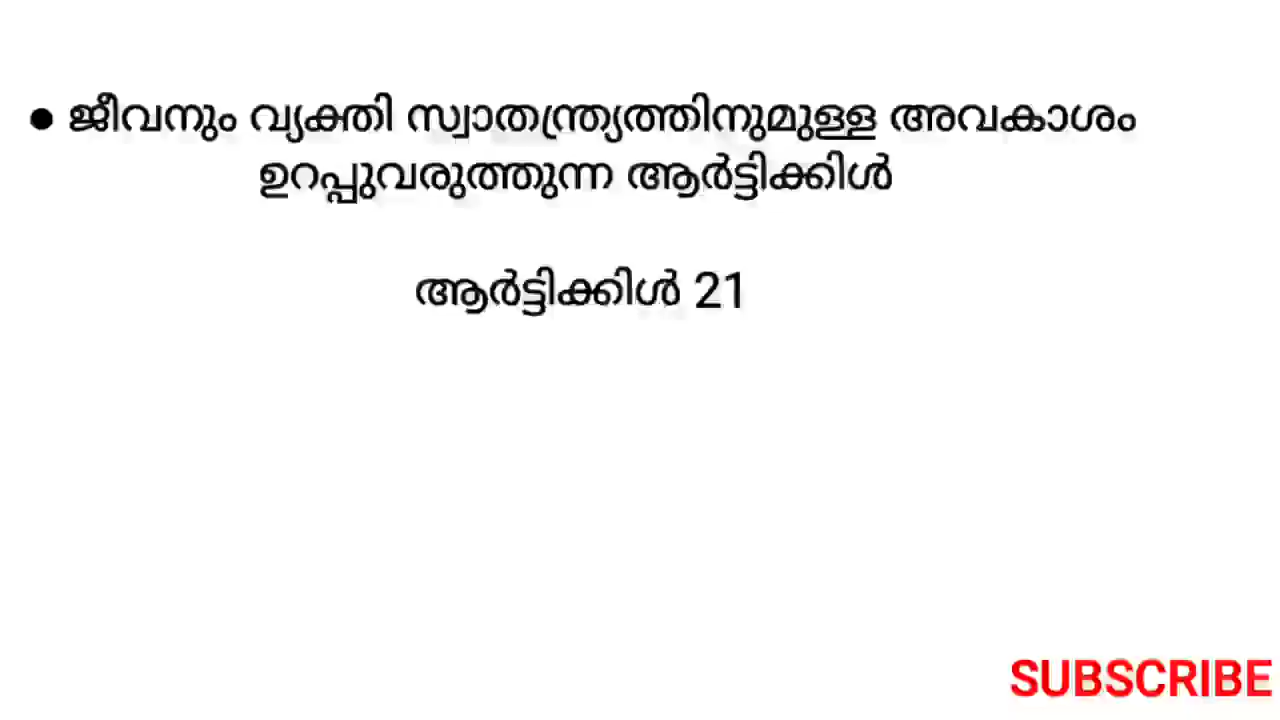 ● ജീവനും വ്യക്തി സ്വാതന്ത്ര്യത്തിനുമുള്ള അവകാശം
ഉറപ്പുവരുത്തുന്ന ആർട്ടിക്കിൾ
ആർട്ടിക്കിൾ 21
SUBSCRIBE